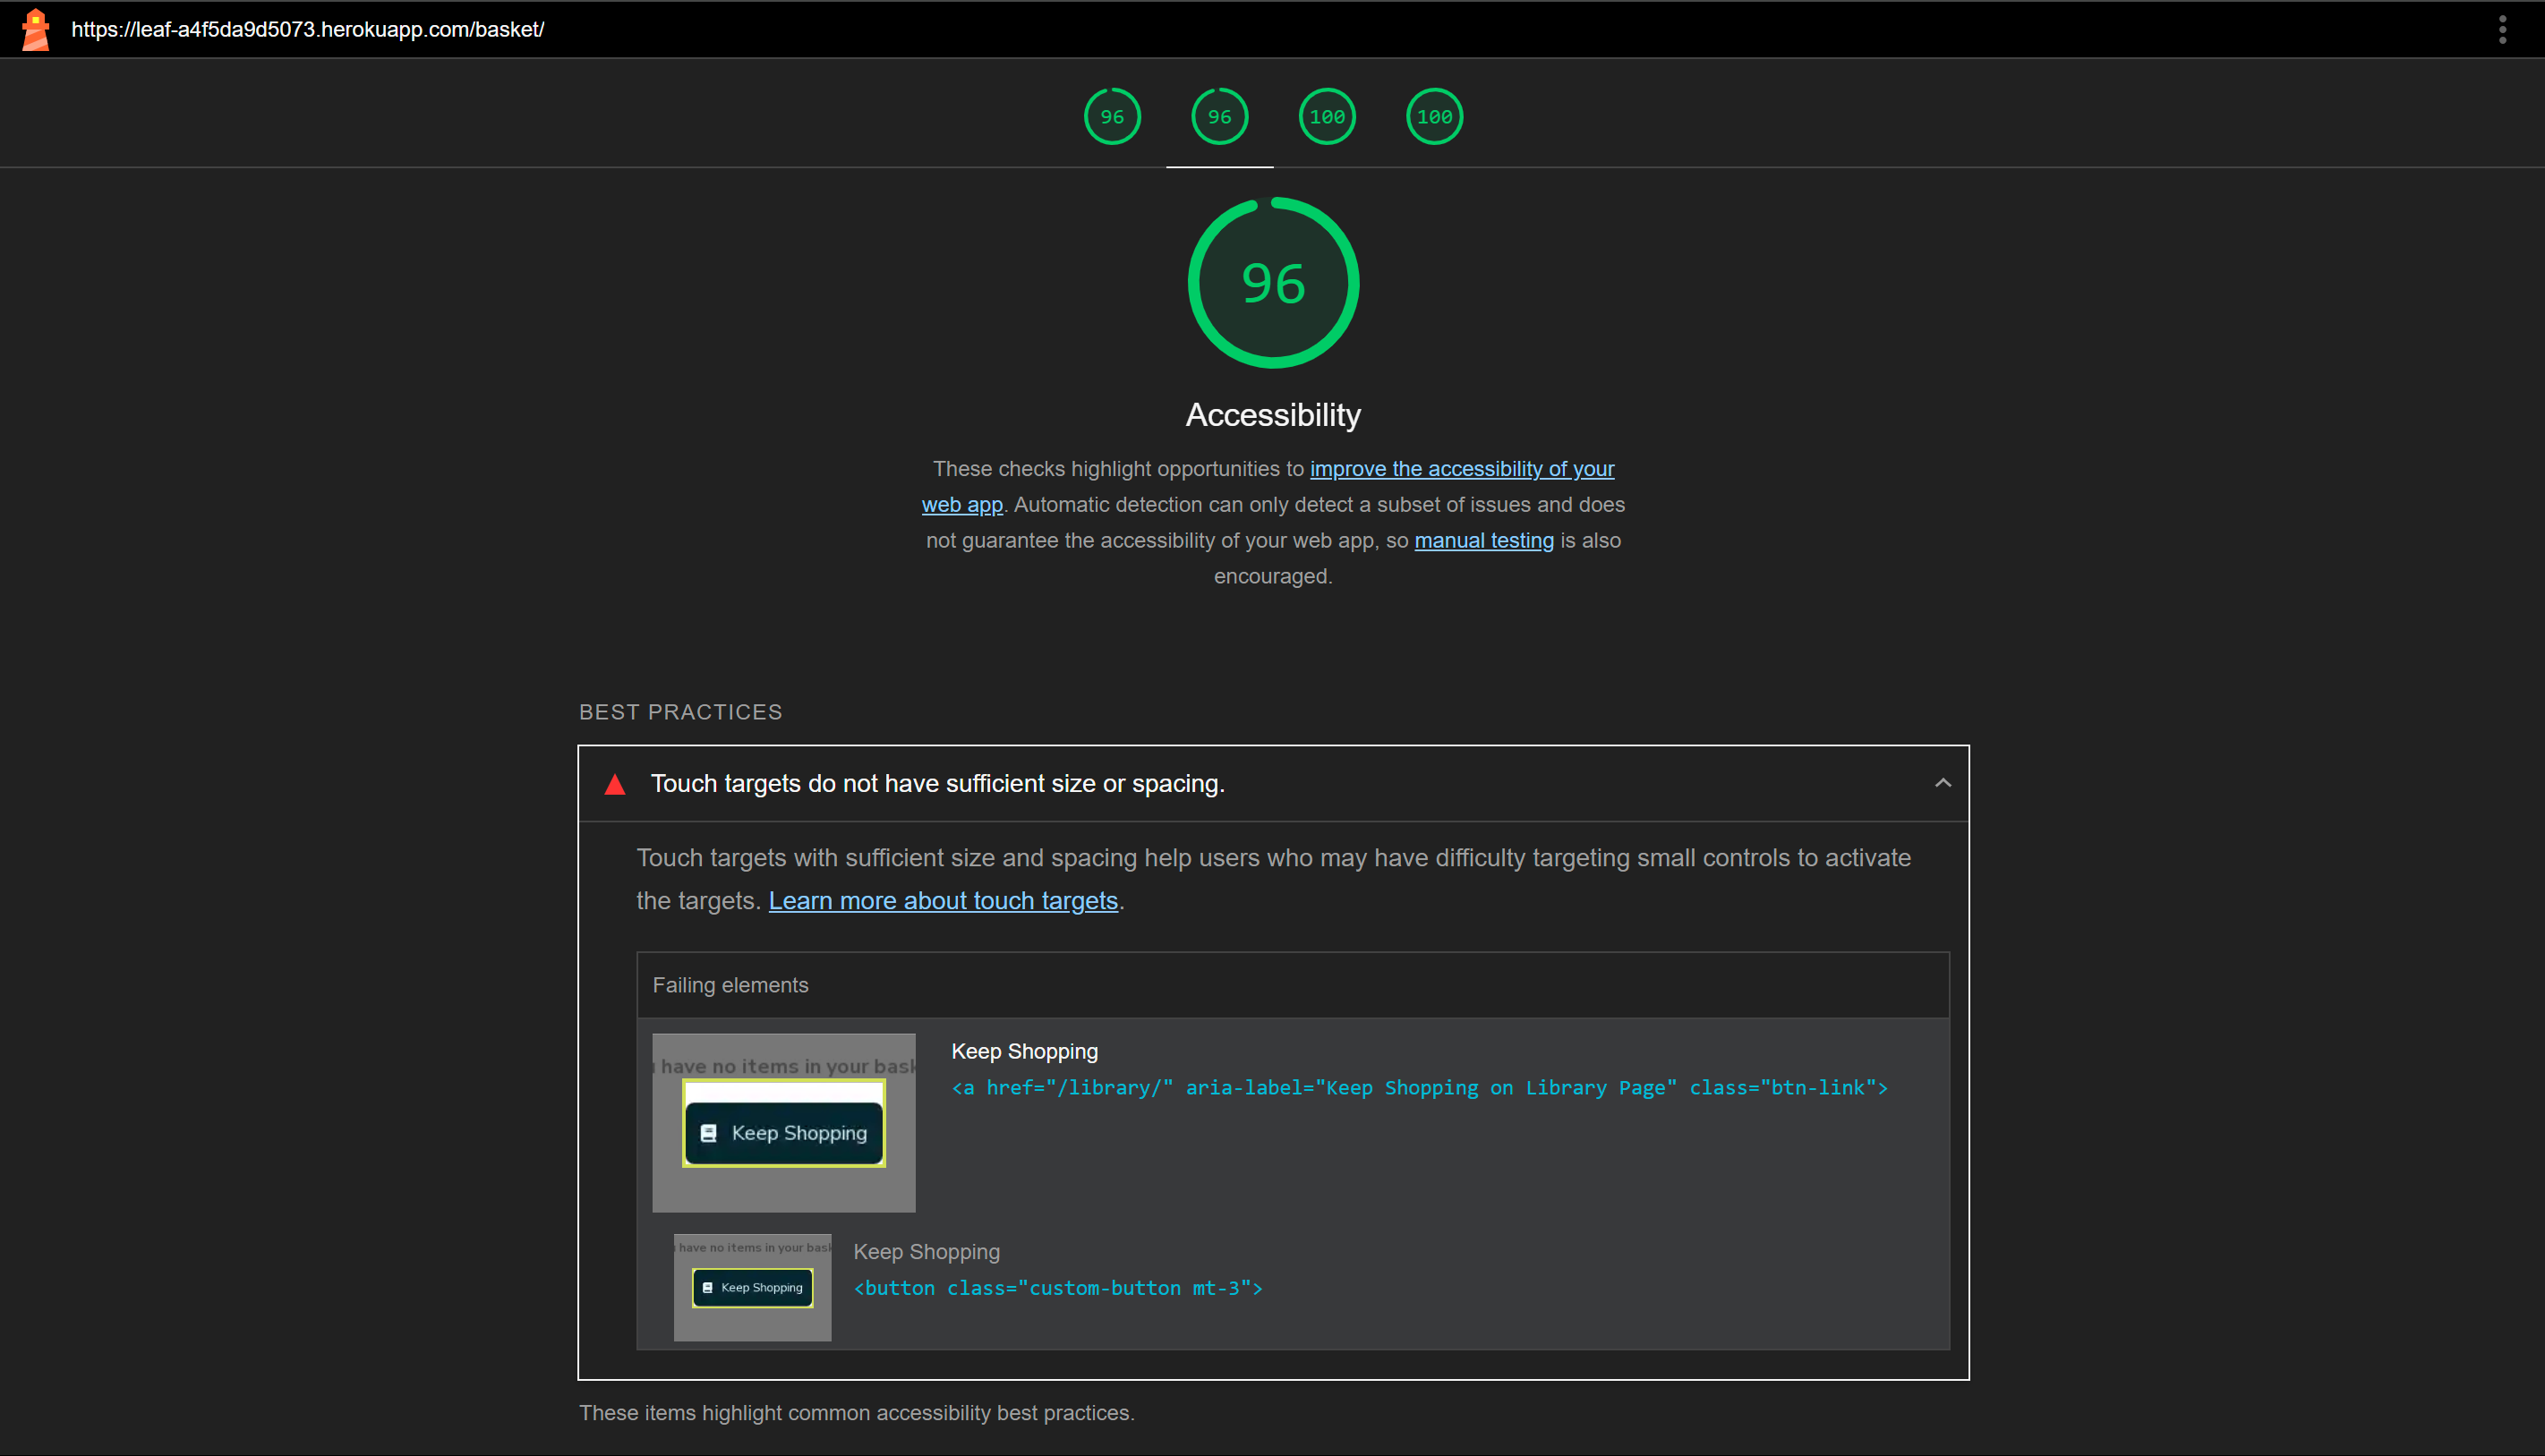 https://leaf-a4f5da9d5073.herokuapp.com/basket/
96
96
100
100
96
Accessibility
These checks highlight opportunities to improve the accessibility of your
web app. Automatic detection can only detect a subset of issues and does
not guarantee the accessibility of your web app, so manual testing is also
encouraged.
BEST PRACTICES
Touch targets do not have sufficient size or spacing.
Touch targets with sufficient size and spacing help users who may have difficulty targeting small controls to activate
the targets. Learn more about touch targets.
Failing elements
have no items in your bask
Keep Shopping
Keep Shopping
<a href="/library/" aria-label="Keep Shopping on Library Page" class="btn-link">
have no items in your bask
Keep Shopping
Keep Shopping
<button class="custom-button mt-3">
These items highlight common accessibility best practices.